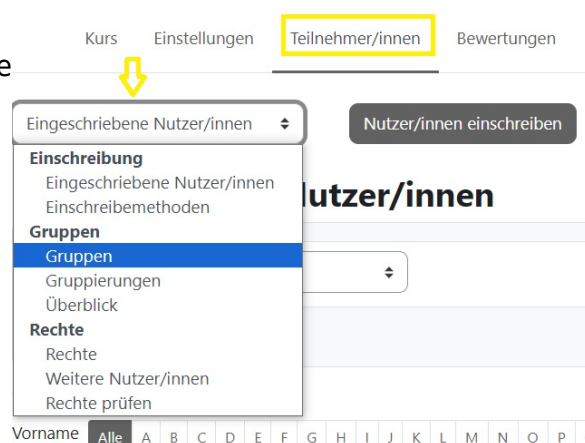 Kurs Einstellungen Teilnehmer/innen Bewertungen
e
Eingeschriebene Nutzer/innen Nutzer/innen einschreiben
Einschreibung
Eingeschriebene Nutzer/innen
Einschreibemethoden
utzer/innen
Gruppen
Gruppen
Gruppierungen
Überblick
Rechte
Rechte
Weitere Nutzer/innen
Rechte prüfen
Vorname Alle A B C D E F G H I J K L M N O P